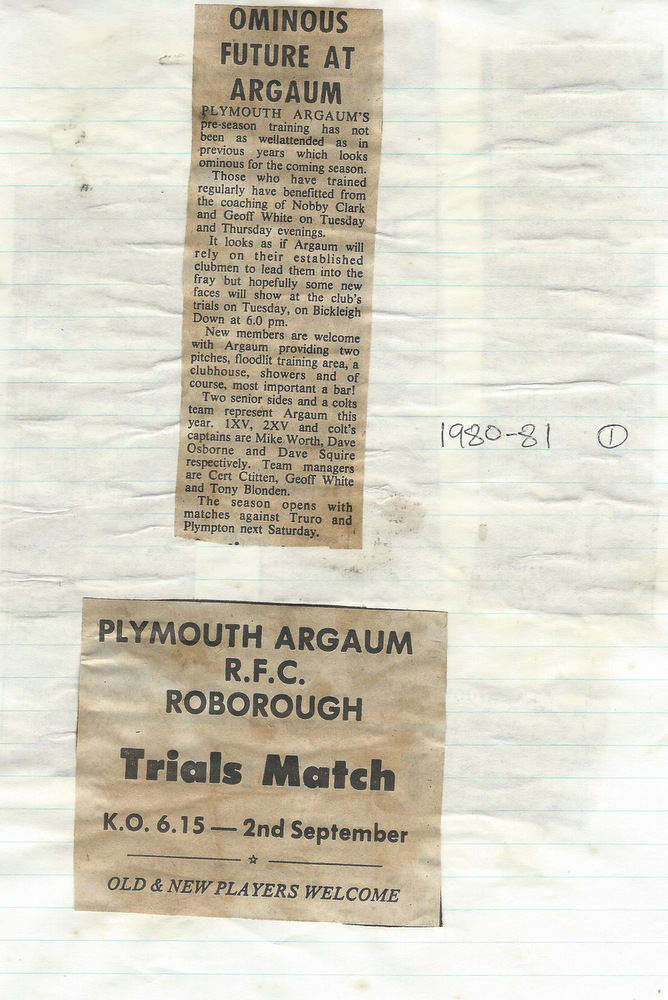 OMINOUS
FUTURE AT
ARGAUM
PLYMOUTH ARGAUM'S
pre-season training has not
been as wellattended as in
previous years which looks
ominous for the coming season.
Those who have trained
regularly have benefitted from
the coaching of Nobby Clark
and Geoff White on Tuesday
and Thursday evenings.
It looks as if Argaum will
rely on their established
clubmen to lead them into the
fray but hopefully some new
faces will show at the club's
trials on Tuesday, on Bickleigh
Down at 6.0 pm.
New members are welcome
with Argaum providing two
pitches, floodlit training area, a
clubhouse, showers and of
course, most important a bar!
Two senior sides and a colts
team represent Argaum this
year. 1XV, 2XV and colt's
captains are Mike Worth, Dave
Osborne and Dave Squire
respectively. Team managers
are Cert Ctitten, Geoff White
and Tony Blonden.
The season opens with
matches against Truro and
Plympton next Saturday.
1980-81 ①
PLYMOUTH ARGAUM
R.F.C.
ROBOROUGH
Trials Match
K.O. 6.15 — 2nd September
OLD & NEW PLAYERS WELCOME